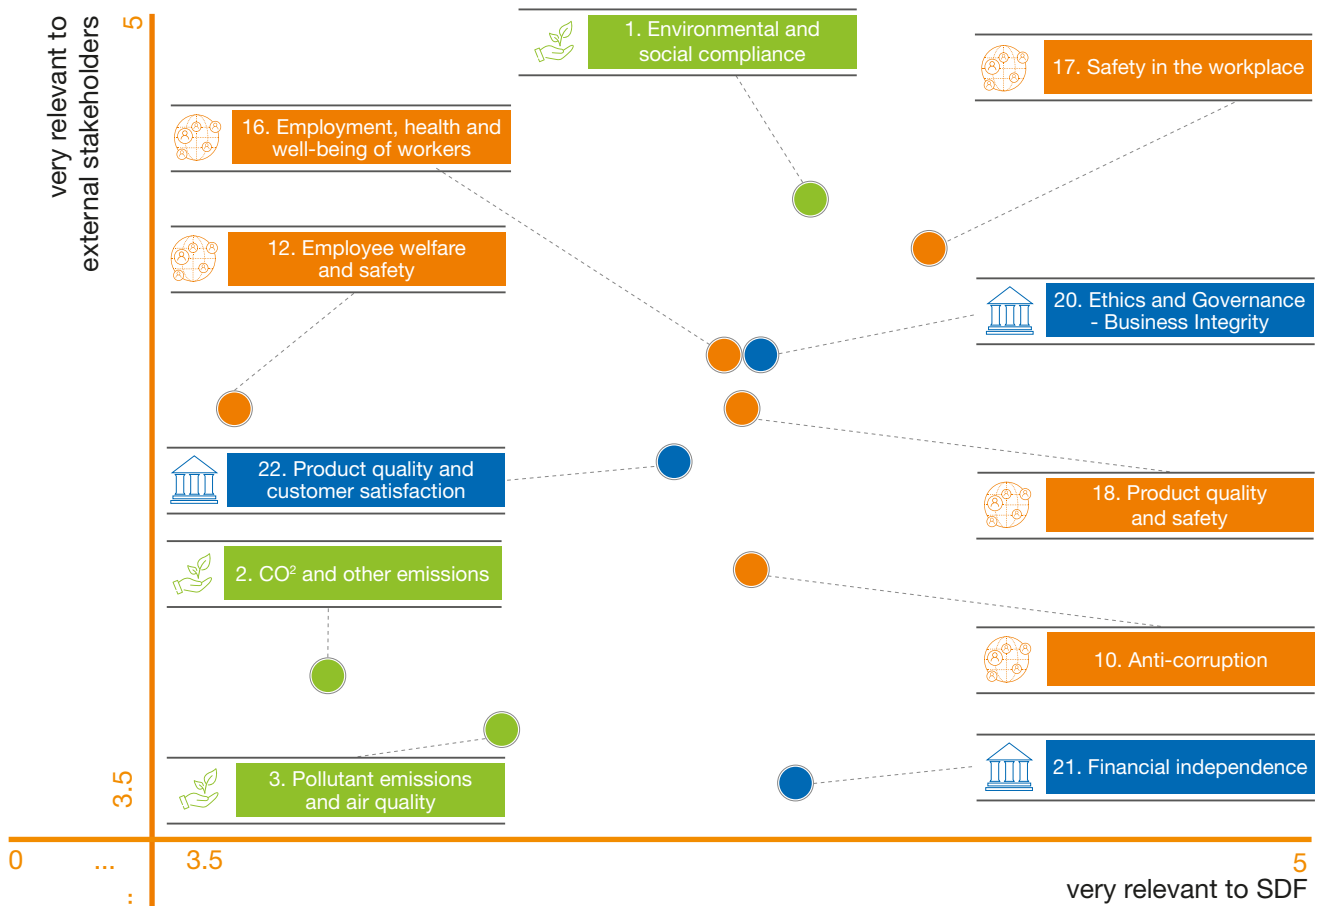 very relevant to
external stakeholders
5
1. Environmental and
social compliance
17. Safety in the workplace
16. Employment, health and
well-being of workers
12. Employee welfare
and safety
20. Ethics and Governance
- Business Integrity
22. Product quality and
customer satisfaction
18. Product quality
and safety
2. CO² and other emissions
10. Anti-corruption
3. Pollutant emissions
and air quality
21. Financial independence
3.5
0 ... 3.5 5
..
very relevant to SDF